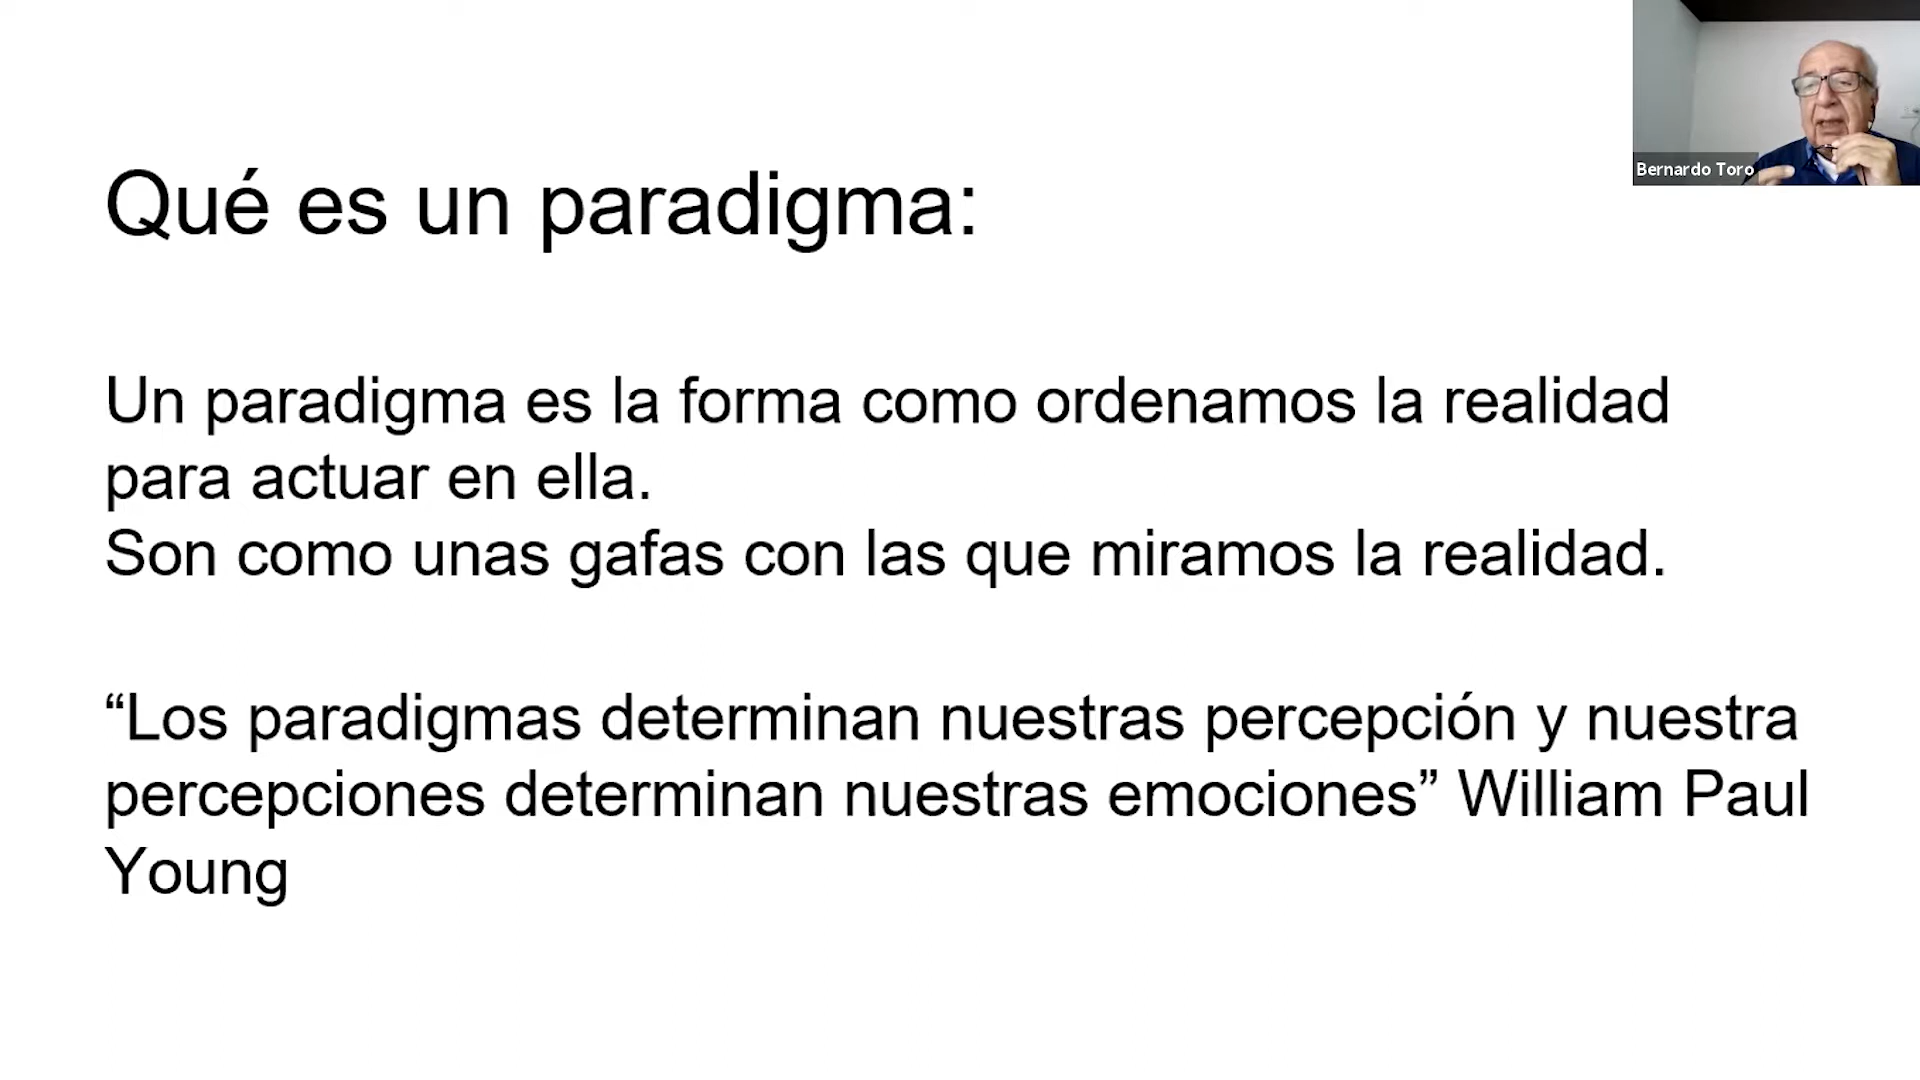 Bernardo Toro
Qué es un paradigma:
Un paradigma es la forma como ordenamos la realidad
para actuar en ella.
Son como unas gafas con las que miramos la realidad.
“Los paradigmas determinan nuestras percepción y nuestra
percepciones determinan nuestras emociones” William Paul
Young